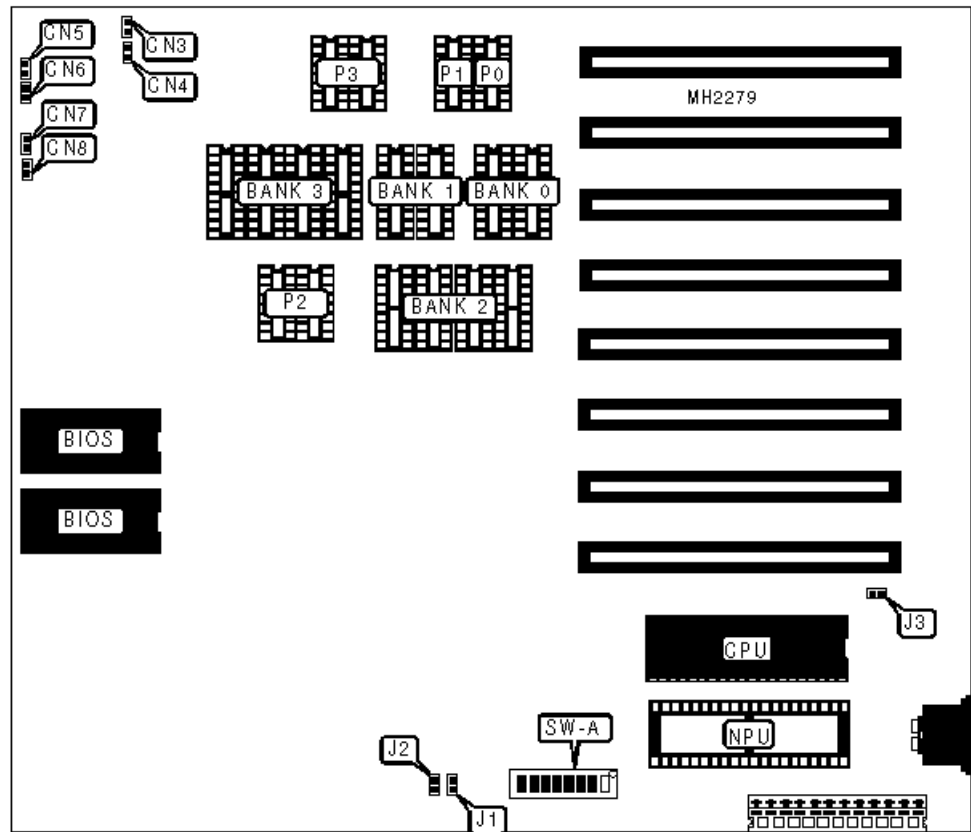 CN5
CN3
CN6
CN4
CN7
CN8
P3
P1
P0
MH2279
BANK 3
BANK 1
BANK 0
P2
BANK 2
BIOS
BIOS
J3
CPU
SW-A
NPU
J2
J1